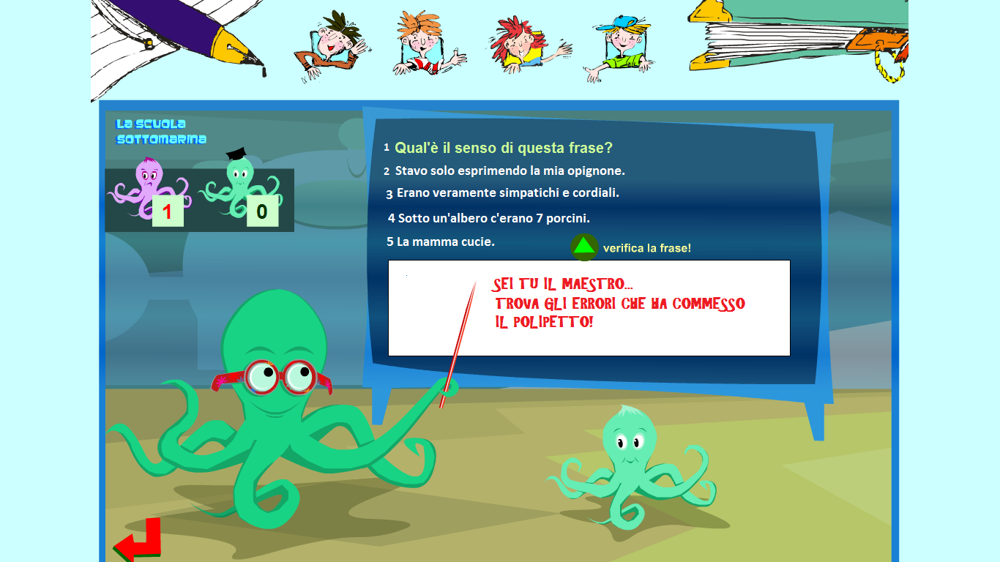 La scuola
sottomarina
1 0
1 Qual'è il senso di questa frase?
2 Stavo solo esprimendo la mia opignone.
3 Erano veramente simpatichi e cordiali.
4 Sotto un'albero c'erano 7 porcini.
5 La mamma cucie.
verifica la frase!
SEI TU IL MAESTRO...
TROVA GLI ERRORI CHE HA COMMESSO
IL POLIPETTO!